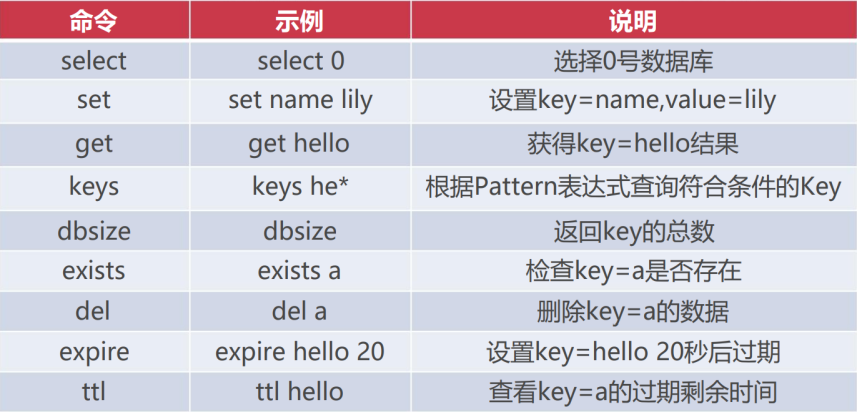 命令 示例 说明
select select 0 选择0号数据库
set set name lily 设置key=name,value=lily
get get hello 获得key=hello结果
keys keys he* 根据Pattern表达式查询符合条件的Key
dbsize dbsize 返回key的总数
exists exists a 检查key=a是否存在
del del a 删除key=a的数据
expire expire hello 20 设置key=hello 20秒后过期
ttl ttl hello 查看key=a的过期剩余时间